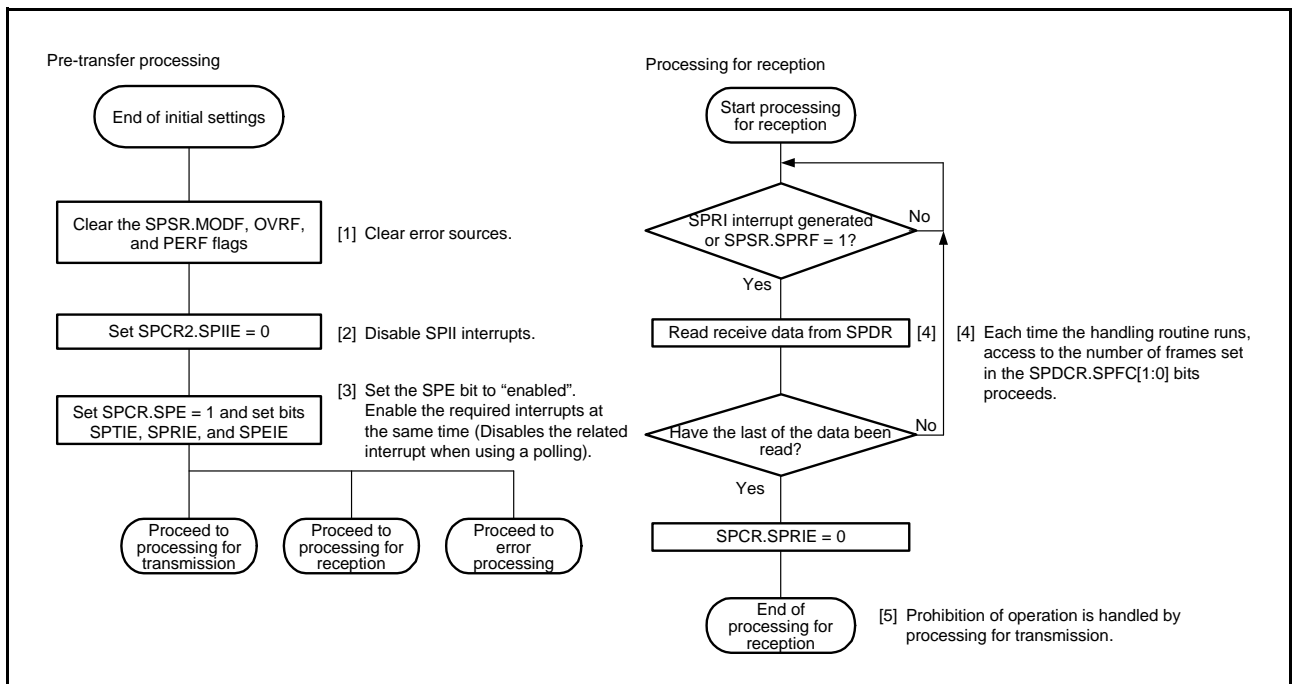 Pre-transfer processing
End of initial settings
Clear the SPSR.MODF, OVRF,
and PERF flags
[1] Clear error sources.
Set SPCR2.SPIIE = 0
[2] Disable SPII interrupts.
Set SPCR.SPE = 1 and set bits
SPTIE, SPRIE, and SPEIE
[3] Set the SPE bit to “enabled”.
Enable the required interrupts at
the same time (Disables the related
interrupt when using a polling).
Proceed to
processing for
transmission
Proceed to
processing for
reception
Proceed to
error
processing
Processing for reception
Start processing
for reception
SPRI interrupt generated
or SPSR.SPRF = 1?
No
Yes
Read receive data from SPDR
[4]
[4] Each time the handling routine runs,
access to the number of frames set
in the SPDCR.SPFC[1:0] bits
proceeds.
Have the last of the data been
read?
No
Yes
SPCR.SPRIE = 0
End of
processing for
reception
[5] Prohibition of operation is handled by
processing for transmission.